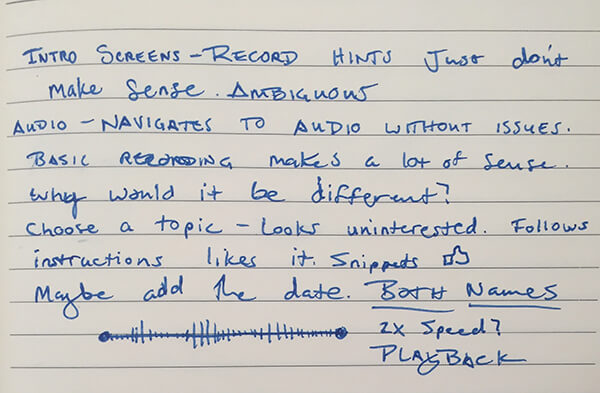 INTRO SCREENS - RECORD HINTS Just don't
make sense. AMBIGUOUS
AUDIO - NAVIGATES TO AUDIO WITHOUT ISSUES.
BASIC RECORDING makes a lot of sense.
why would it be different?
Choose a topic - Looks uninterested. Follows
instructions likes it. Snippets
Maybe add the date. BOTH NAMES
2x Speed?
PLAYBACK